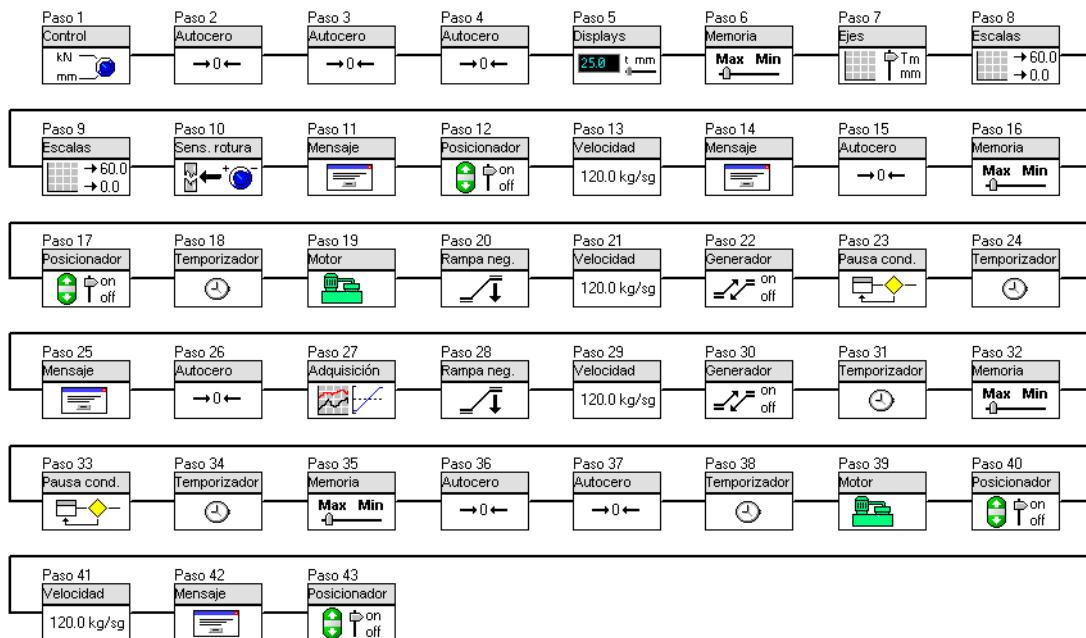 Paso 1 Paso 2 Paso 3 Paso 4 Paso 5 Paso 6 Paso 7 Paso 8
Control Autocero Autocero Autocero Displays Memoria Ejes Escalas
kN mm →0← →0← →0← 25.0 t mm Max Min Tm mm →60.0 →0.0
Paso 9 Paso 10 Paso 11 Paso 12 Paso 13 Paso 14 Paso 15 Paso 16
Escalas Sens. rotura Mensaje Posicionador Velocidad Mensaje Autocero Memoria
→60.0 →0.0 + - on off 120.0 kg/sg →0← Max Min
Paso 17 Paso 18 Paso 19 Paso 20 Paso 21 Paso 22 Paso 23 Paso 24
Posicionador Temporizador Motor Rampa neg. Velocidad Generador Pausa cond. Temporizador
on off 120.0 kg/sg on off
Paso 25 Paso 26 Paso 27 Paso 28 Paso 29 Paso 30 Paso 31 Paso 32
Mensaje Autocero Adquisición Rampa neg. Velocidad Generador Temporizador Memoria
→0← 120.0 kg/sg on off Max Min
Paso 33 Paso 34 Paso 35 Paso 36 Paso 37 Paso 38 Paso 39 Paso 40
Pausa cond. Temporizador Memoria Autocero Autocero Temporizador Motor Posicionador
Max Min →0← →0← on off
Paso 41 Paso 42 Paso 43
Velocidad Mensaje Posicionador
120.0 kg/sg on off